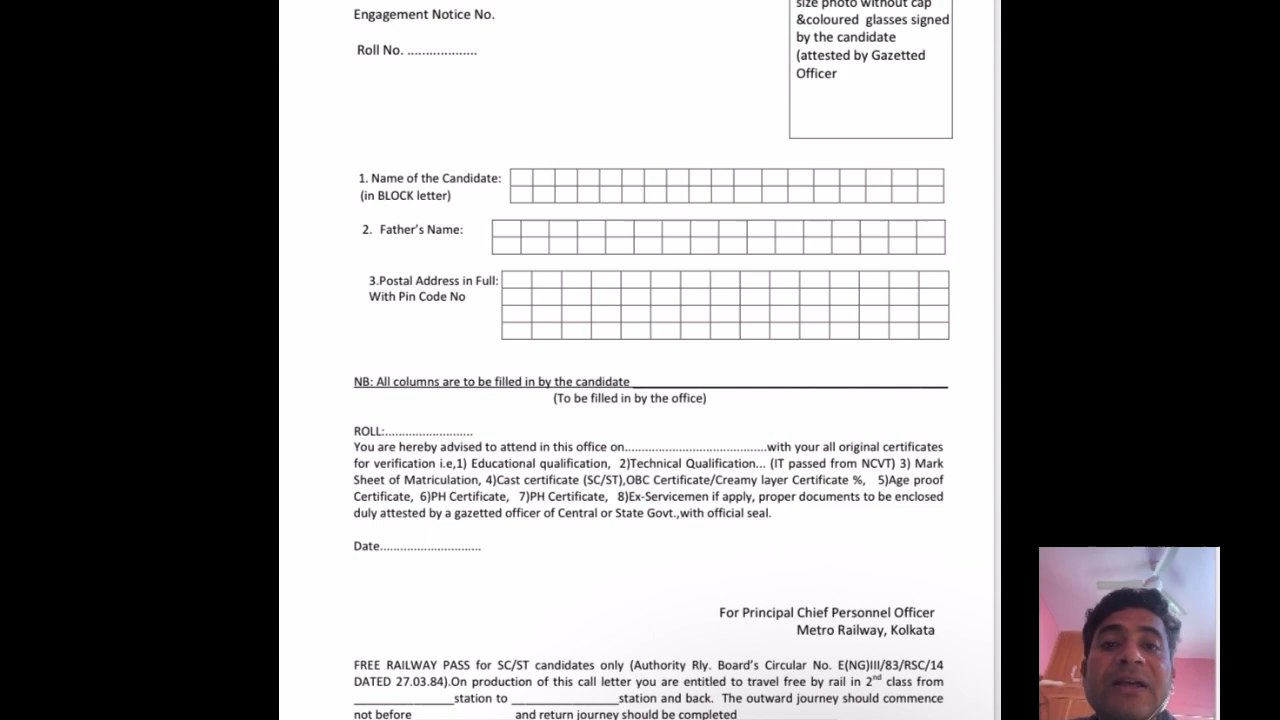 size photo without cap
Engagement Notice No.
&coloured glasses signed
by the candidate
Roll No. ...................
(attested by Gazetted
Officer
1. Name of the Candidate:
(in BLOCK letter)
2. Father's Name:
3.Postal Address in Full:
With Pin Code No
NB: All columns are to be filled in by the candidate
(To be filled in by the office)
ROLL:..........................
You are hereby advised to attend in this office on..........................................with your all original certificates
for verification i.e,1) Educational qualification, 2)Technical Qualification... (IT passed from NCVT) 3) Mark
Sheet of Matriculation, 4)Cast certificate (SC/ST),OBC Certificate/Creamy layer Certificate %, 5)Age proof
Certificate, 6)PH Certificate, 7)PH Certificate, 8)Ex-Servicemen if apply, proper documents to be enclosed
duly attested by a gazetted officer of Central or State Govt.,with official seal.
Date..............................
For Principal Chief Personnel Officer
Metro Railway, Kolkata
FREE RAILWAY PASS for SC/ST candidates only (Authority Rly. Board's Circular No. E(NG)III/83/RSC/14
DATED 27.03.84).On production of this call letter you are entitled to travel free by rail in 2nd class from
_________________station to __________________station and back. The outward journey should commence
not before_________________ and return journey should be completed_________________